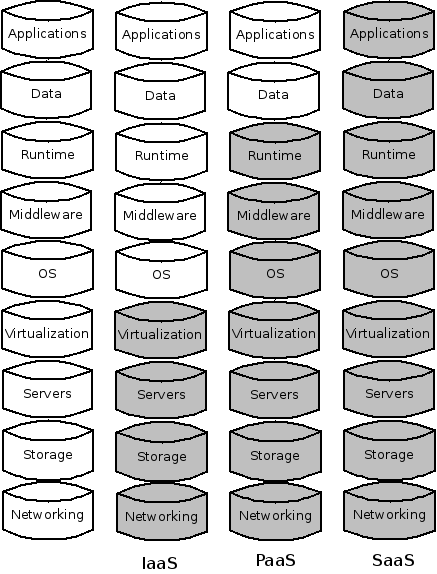 Applications Applications Applications Applications
Data Data Data Data
Runtime Runtime Runtime Runtime
Middleware Middleware Middleware Middleware
OS OS OS OS
Virtualization Virtualization Virtualization Virtualization
Servers Servers Servers Servers
Storage Storage Storage Storage
Networking Networking Networking Networking
IaaS PaaS SaaS